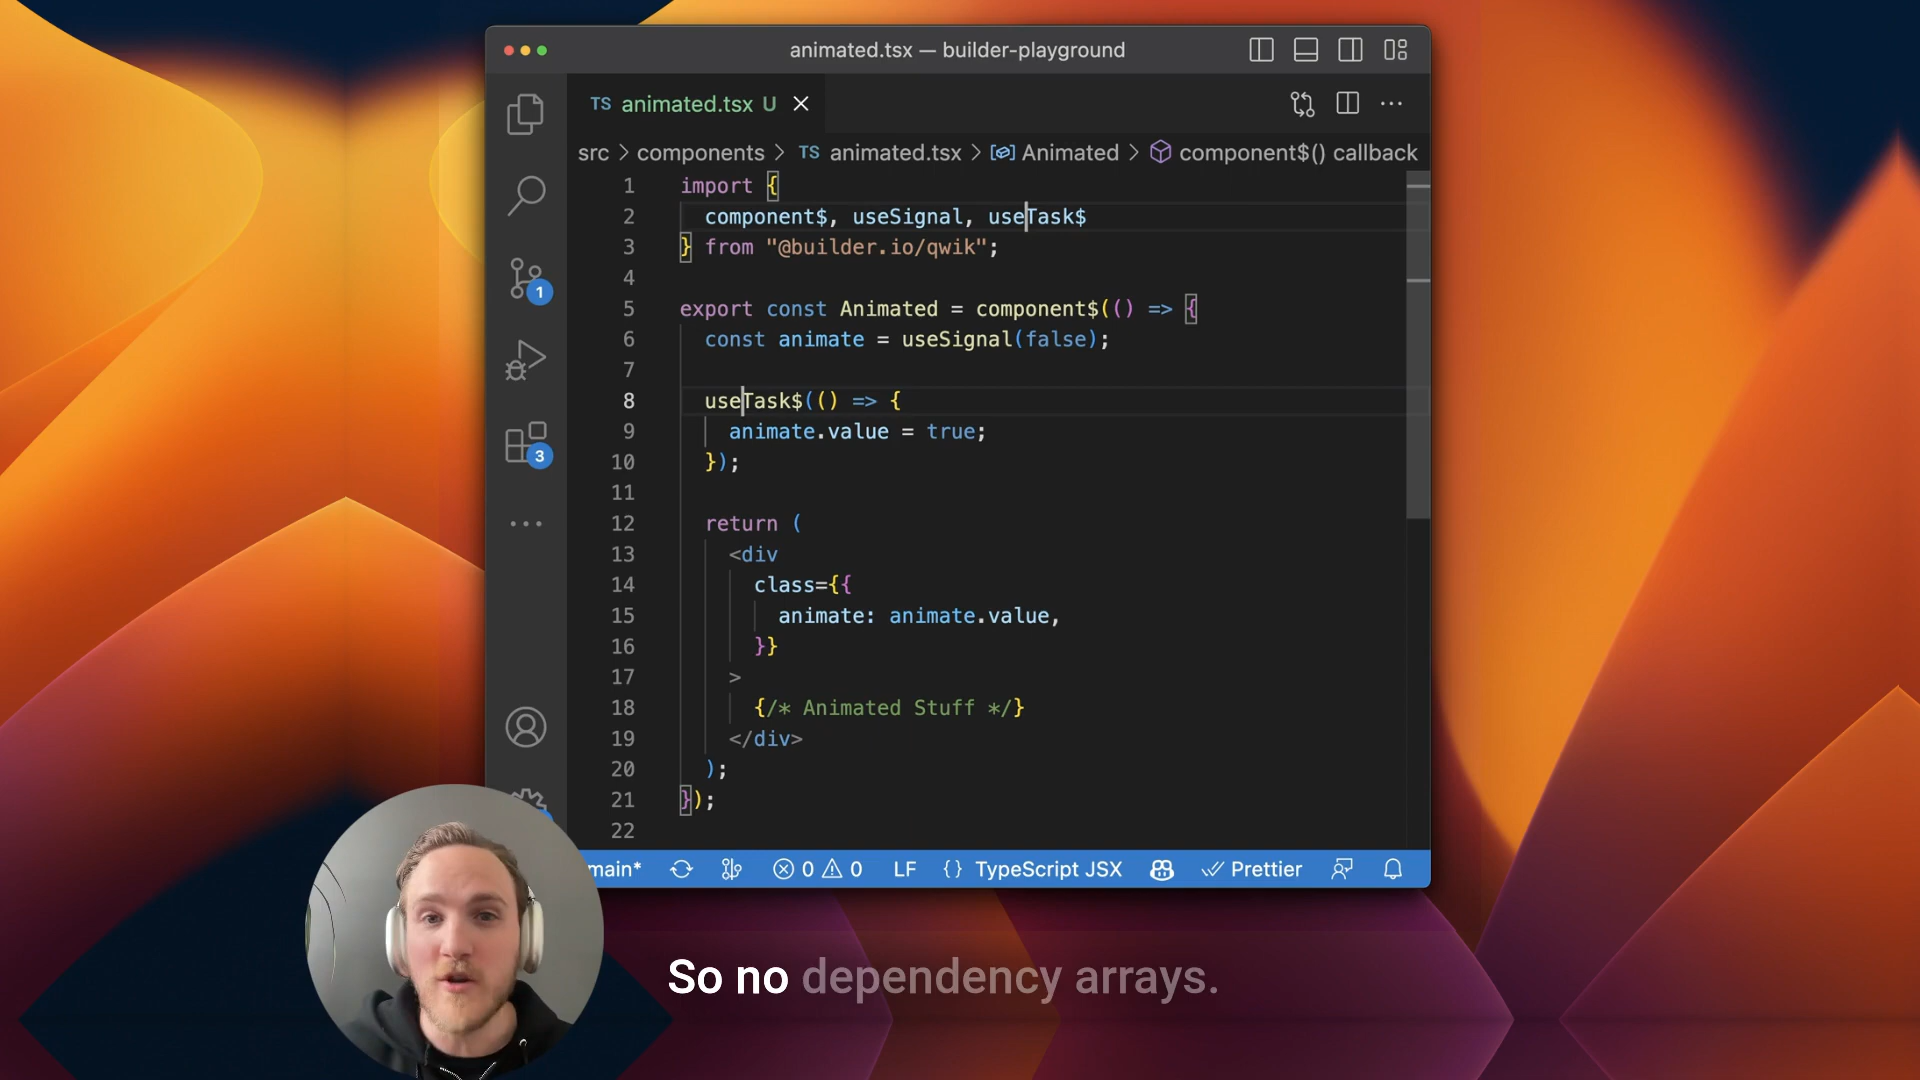 animated.tsx — builder-playground
TS animated.tsx U
src > components > TS animated.tsx > Animated > component$() callback
1 import {
2 component$, useSignal, useTask$
3 } from "@builder.io/qwik";
4
5 export const Animated = component$(() => {
6 const animate = useSignal(false);
7
8 useTask$(() => {
9 animate.value = true;
10 });
11
12 return (
13 <div
14 class={{
15 animate: animate.value,
16 }}
17 >
18 {/* Animated Stuff */}
19 </div>
20 );
21 });
22
1
3
main* 0 0 LF {} TypeScript JSX Prettier
So no dependency arrays.